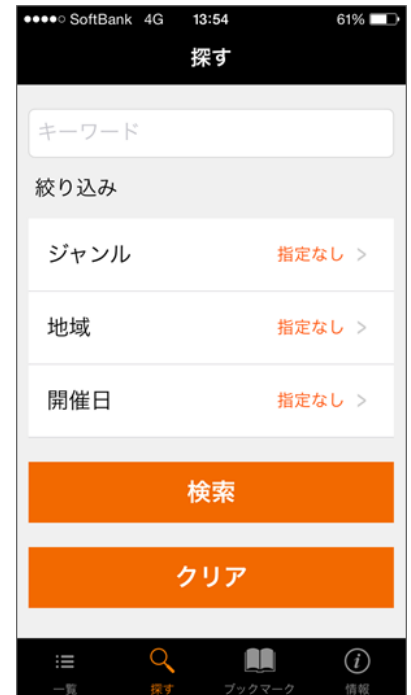 SoftBank 4G 13:54 61%
探す
キーワード
絞り込み
ジャンル 指定なし >
地域 指定なし >
開催日 指定なし >
検索
クリア
一覧 探す ブックマーク 情報